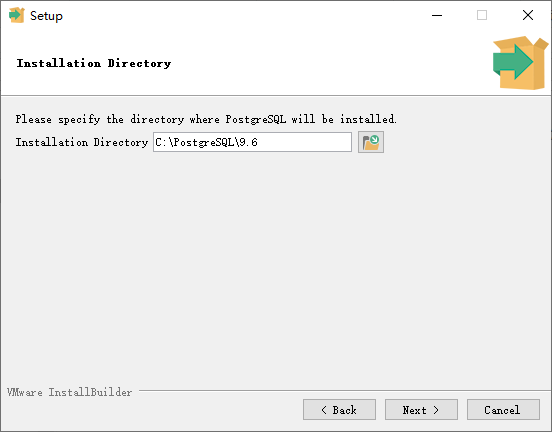 Setup
Installation Directory
Please specify the directory where PostgreSQL will be installed.
Installation Directory C:\PostgreSQL\9.6
VMware InstallBuilder
< Back Next > Cancel